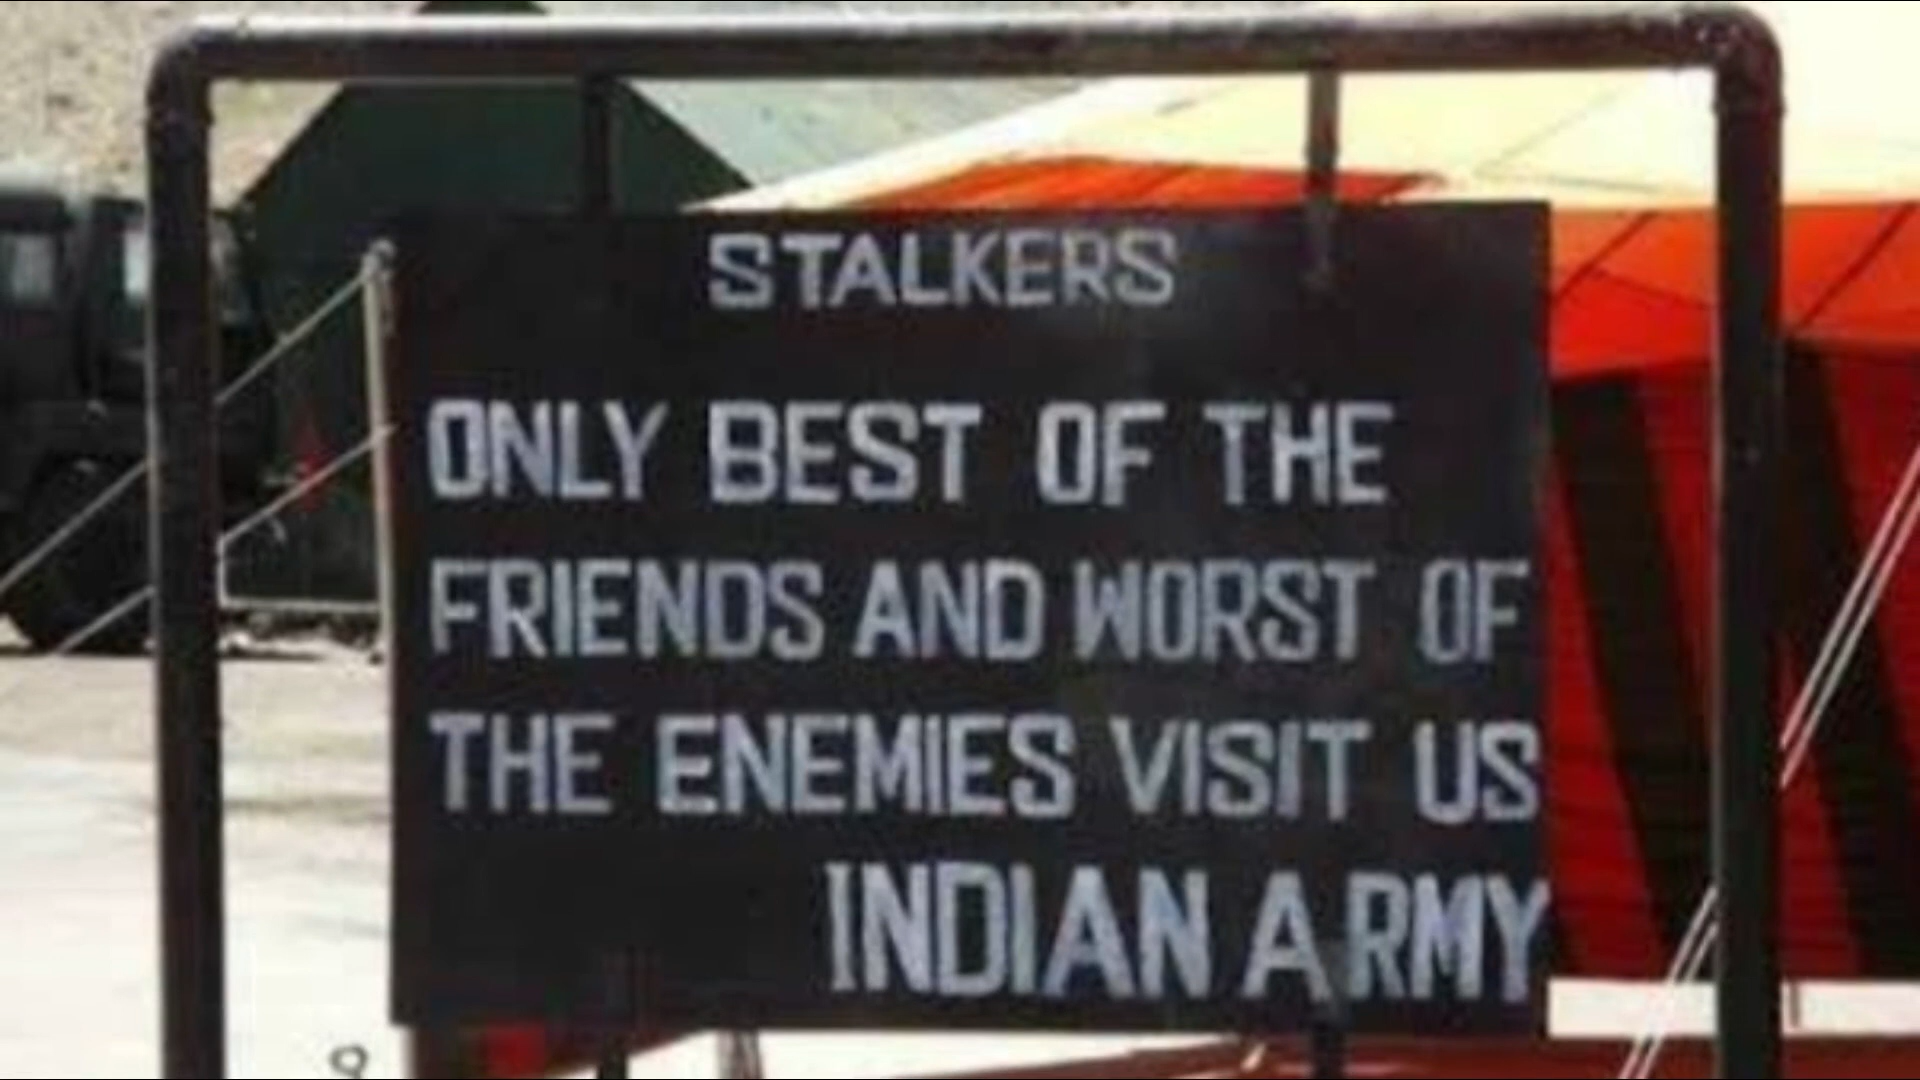 STALKERS
ONLY BEST OF THE
FRIENDS AND WORST OF
THE ENEMIES VISIT US
INDIAN ARMY